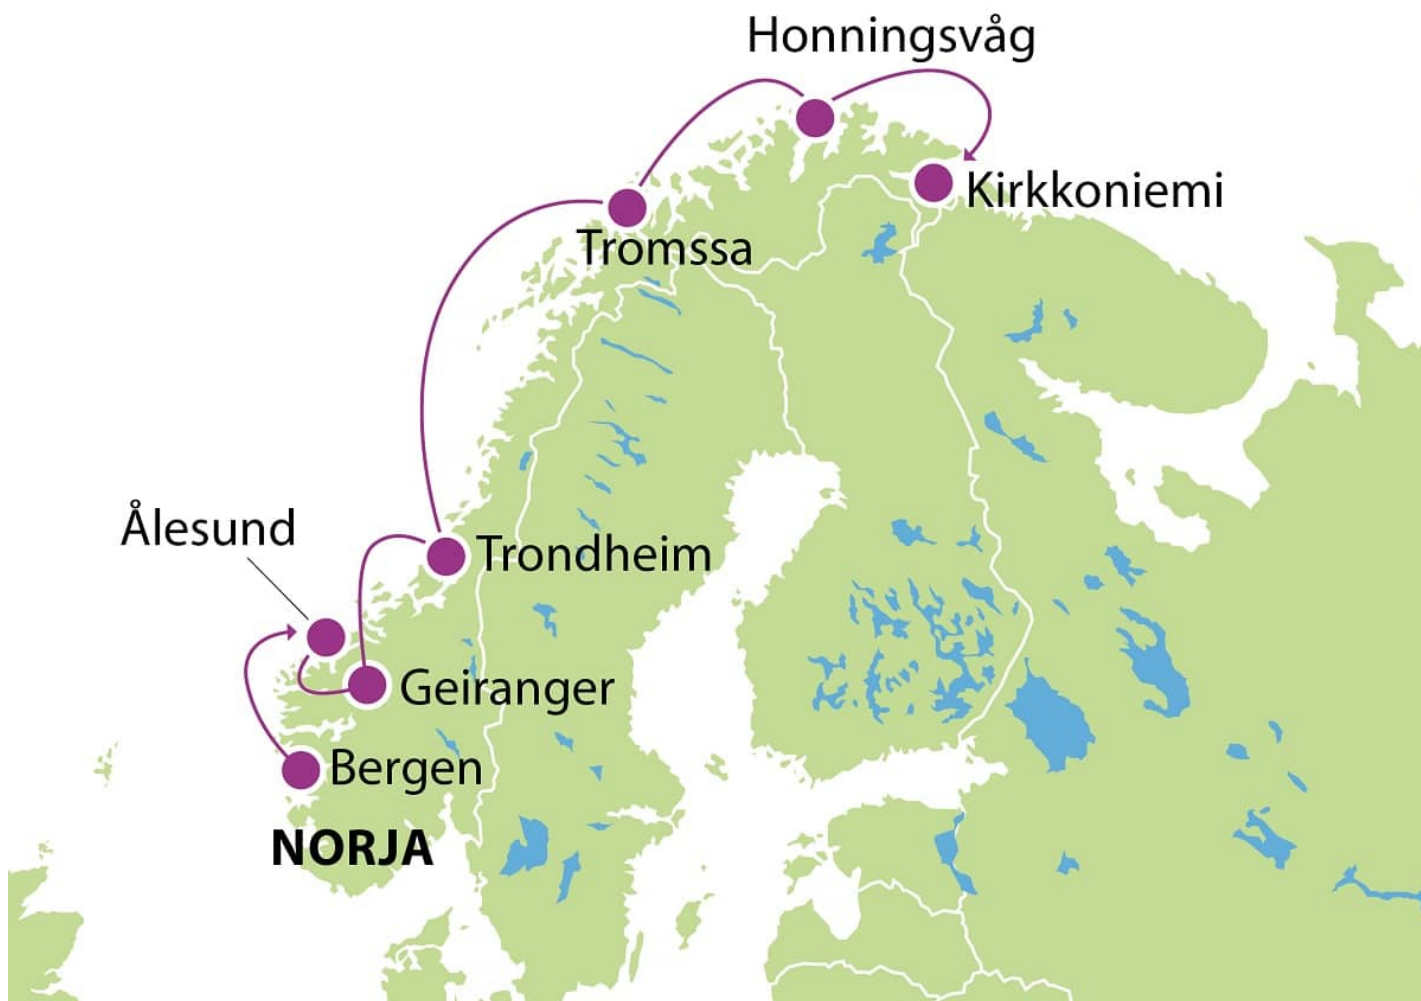 Honningsvåg
Kirkkoniemi
Tromssa
Ålesund
Trondheim
Geiranger
Bergen
NORJA